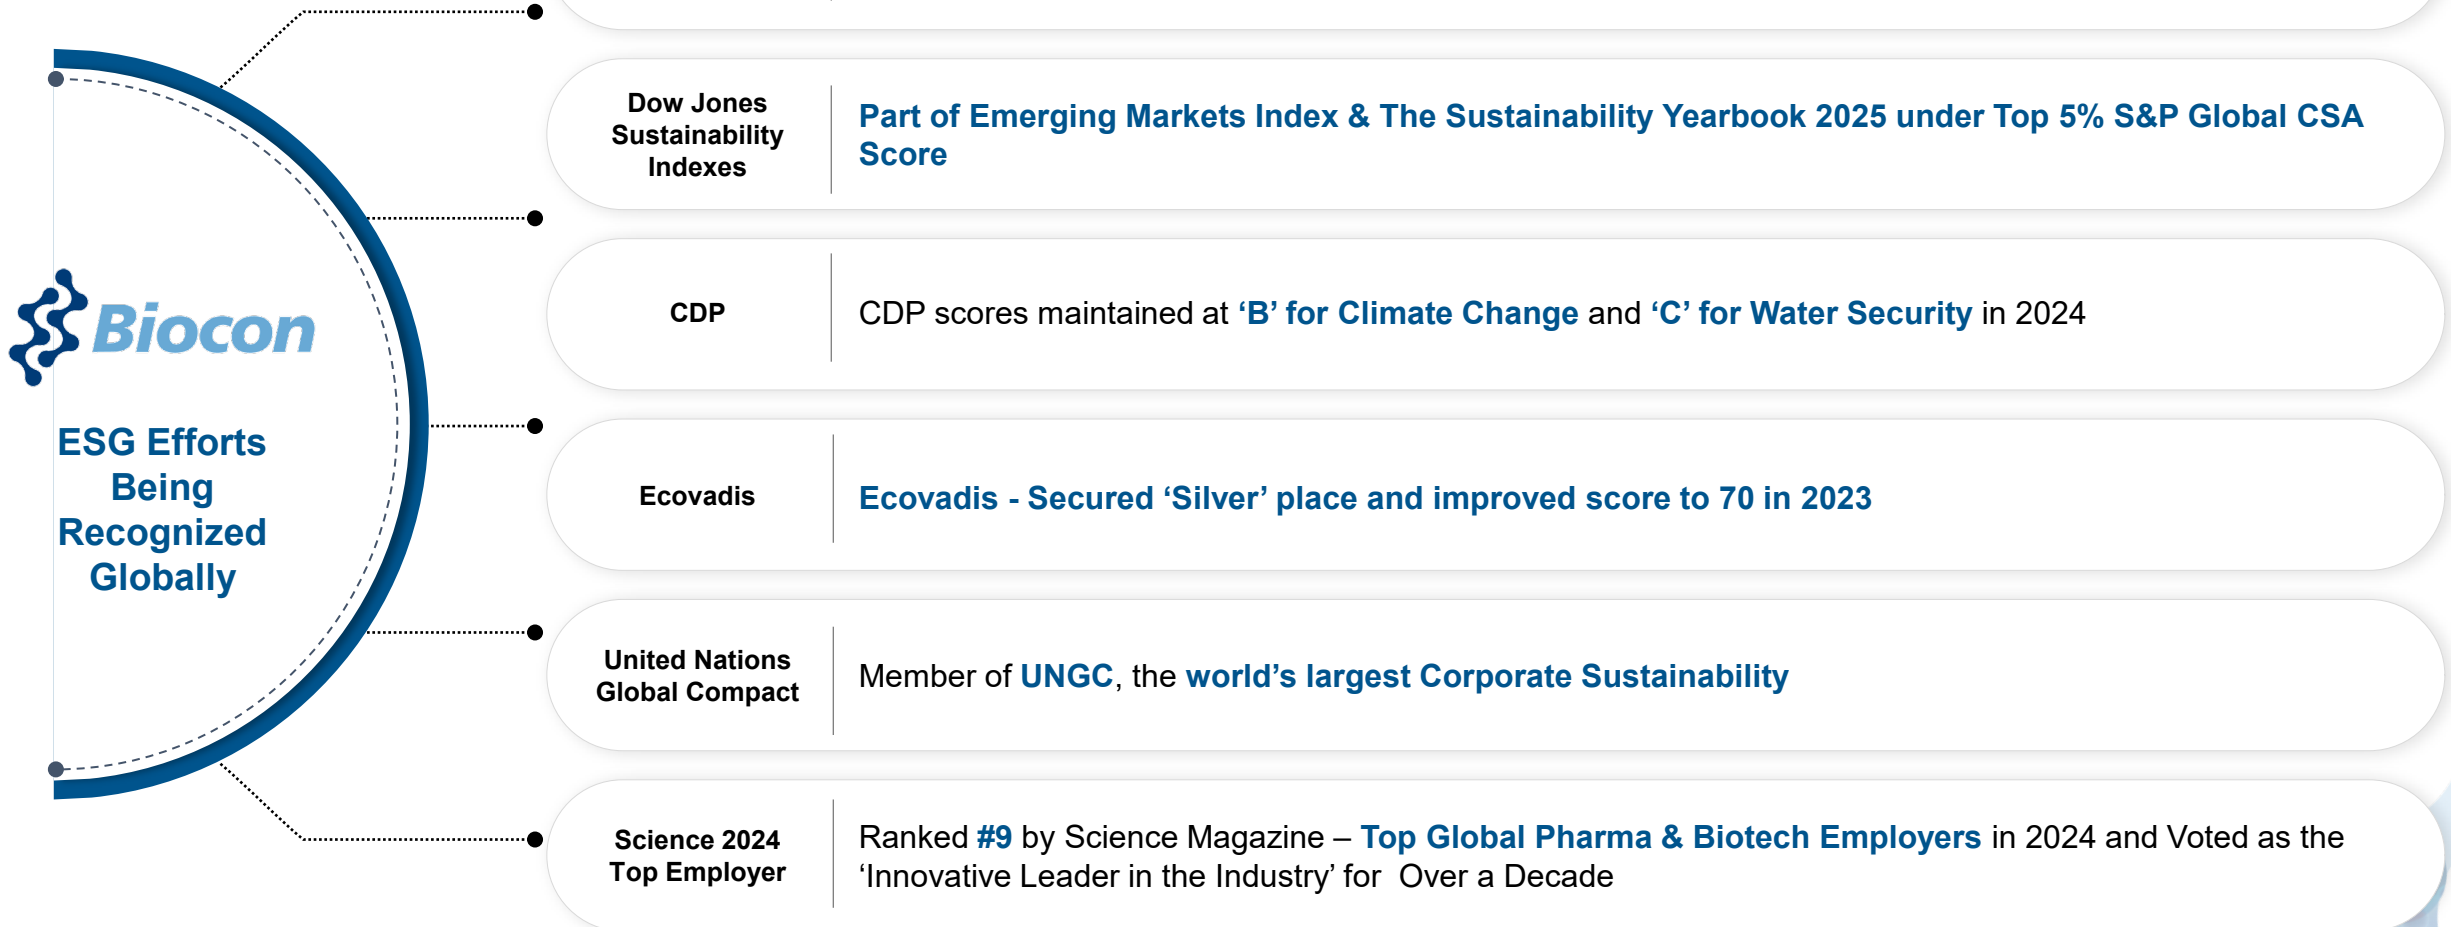 Biocon
ESG Efforts
Being
Recognized
Globally
Dow Jones
Sustainability
Indexes
Part of Emerging Markets Index & The Sustainability Yearbook 2025 under Top 5% S&P Global CSA
Score
CDP
CDP scores maintained at ‘B’ for Climate Change and ‘C’ for Water Security in 2024
Ecovadis
Ecovadis - Secured ‘Silver’ place and improved score to 70 in 2023
United Nations
Global Compact
Member of UNGC, the world’s largest Corporate Sustainability
Science 2024
Top Employer
Ranked #9 by Science Magazine – Top Global Pharma & Biotech Employers in 2024 and Voted as the
‘Innovative Leader in the Industry’ for  Over a Decade